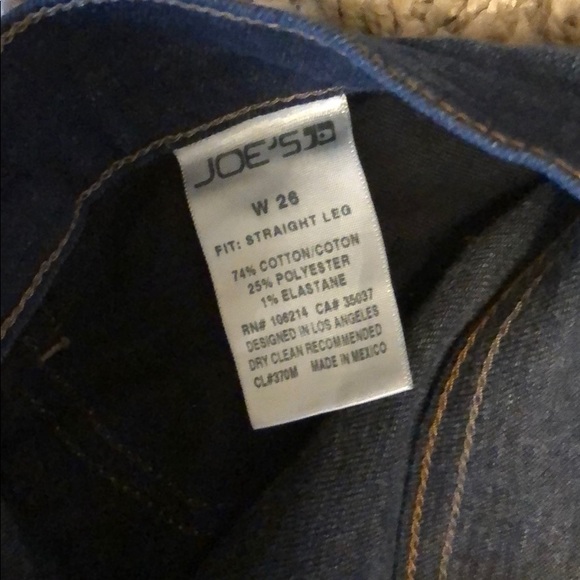 JOE'S
W 26
FIT: STRAIGHT LEG
74% COTTON/COTON
25% POLYESTER
1% ELASTANE
RN# 106214 CA# 35037
DESIGNED IN LOS ANGELES
DRY CLEAN RECOMMENDED
CL#370M MADE IN MEXICO